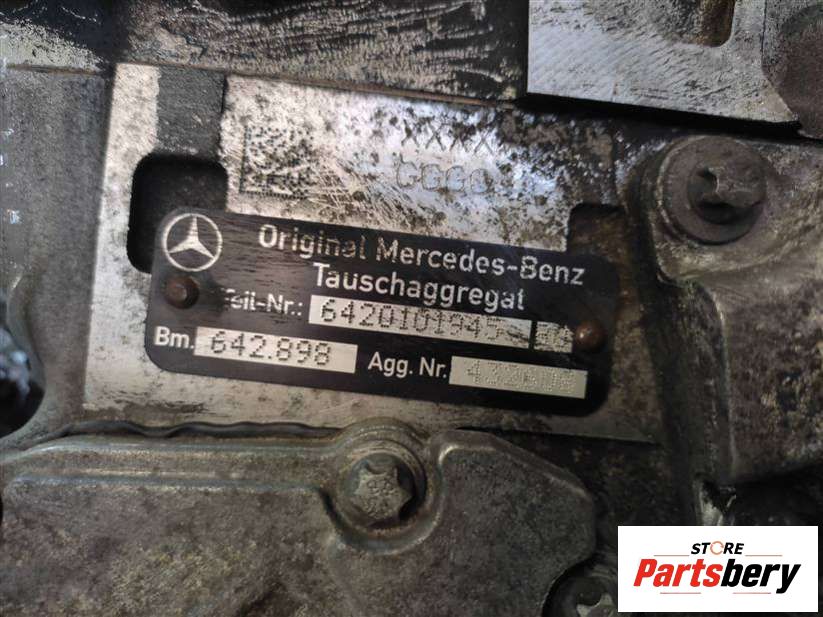 Original Mercedes-Benz
Tauschaggregat
Teil-Nr.: 6420101945
Bm. 642.898
Agg. Nr.
STORE
Partsbery